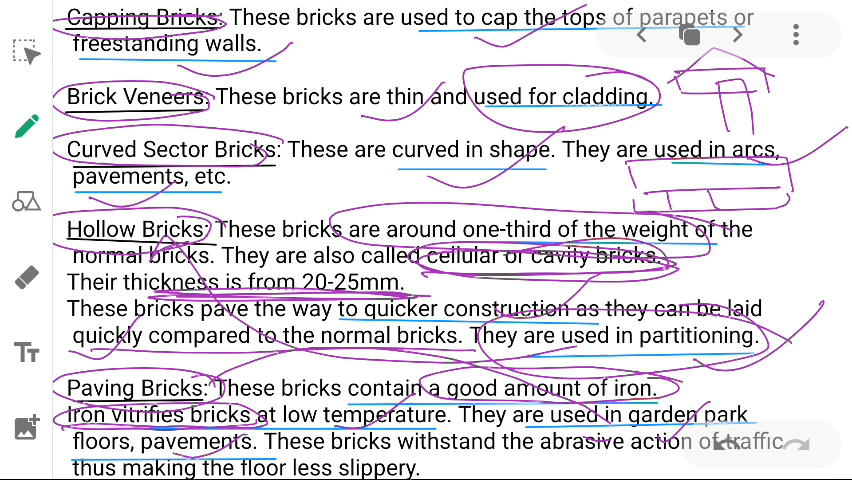 Capping Bricks: These bricks are used to cap the tops of parapets or
freestanding walls.
Brick Veneers: These bricks are thin and used for cladding.
Curved Sector Bricks: These are curved in shape. They are used in arcs,
pavements, etc.
Hollow Bricks: These bricks are around one-third of the weight of the
normal bricks. They are also called cellular or cavity bricks.
Their thickness is from 20-25mm.
These bricks pave the way to quicker construction as they can be laid
quickly compared to the normal bricks. They are used in partitioning.
Paving Bricks: These bricks contain a good amount of iron.
Iron vitrifies bricks at low temperature. They are used in garden park
floors, pavements. These bricks withstand the abrasive action of traffic
thus making the floor less slippery.
Tт